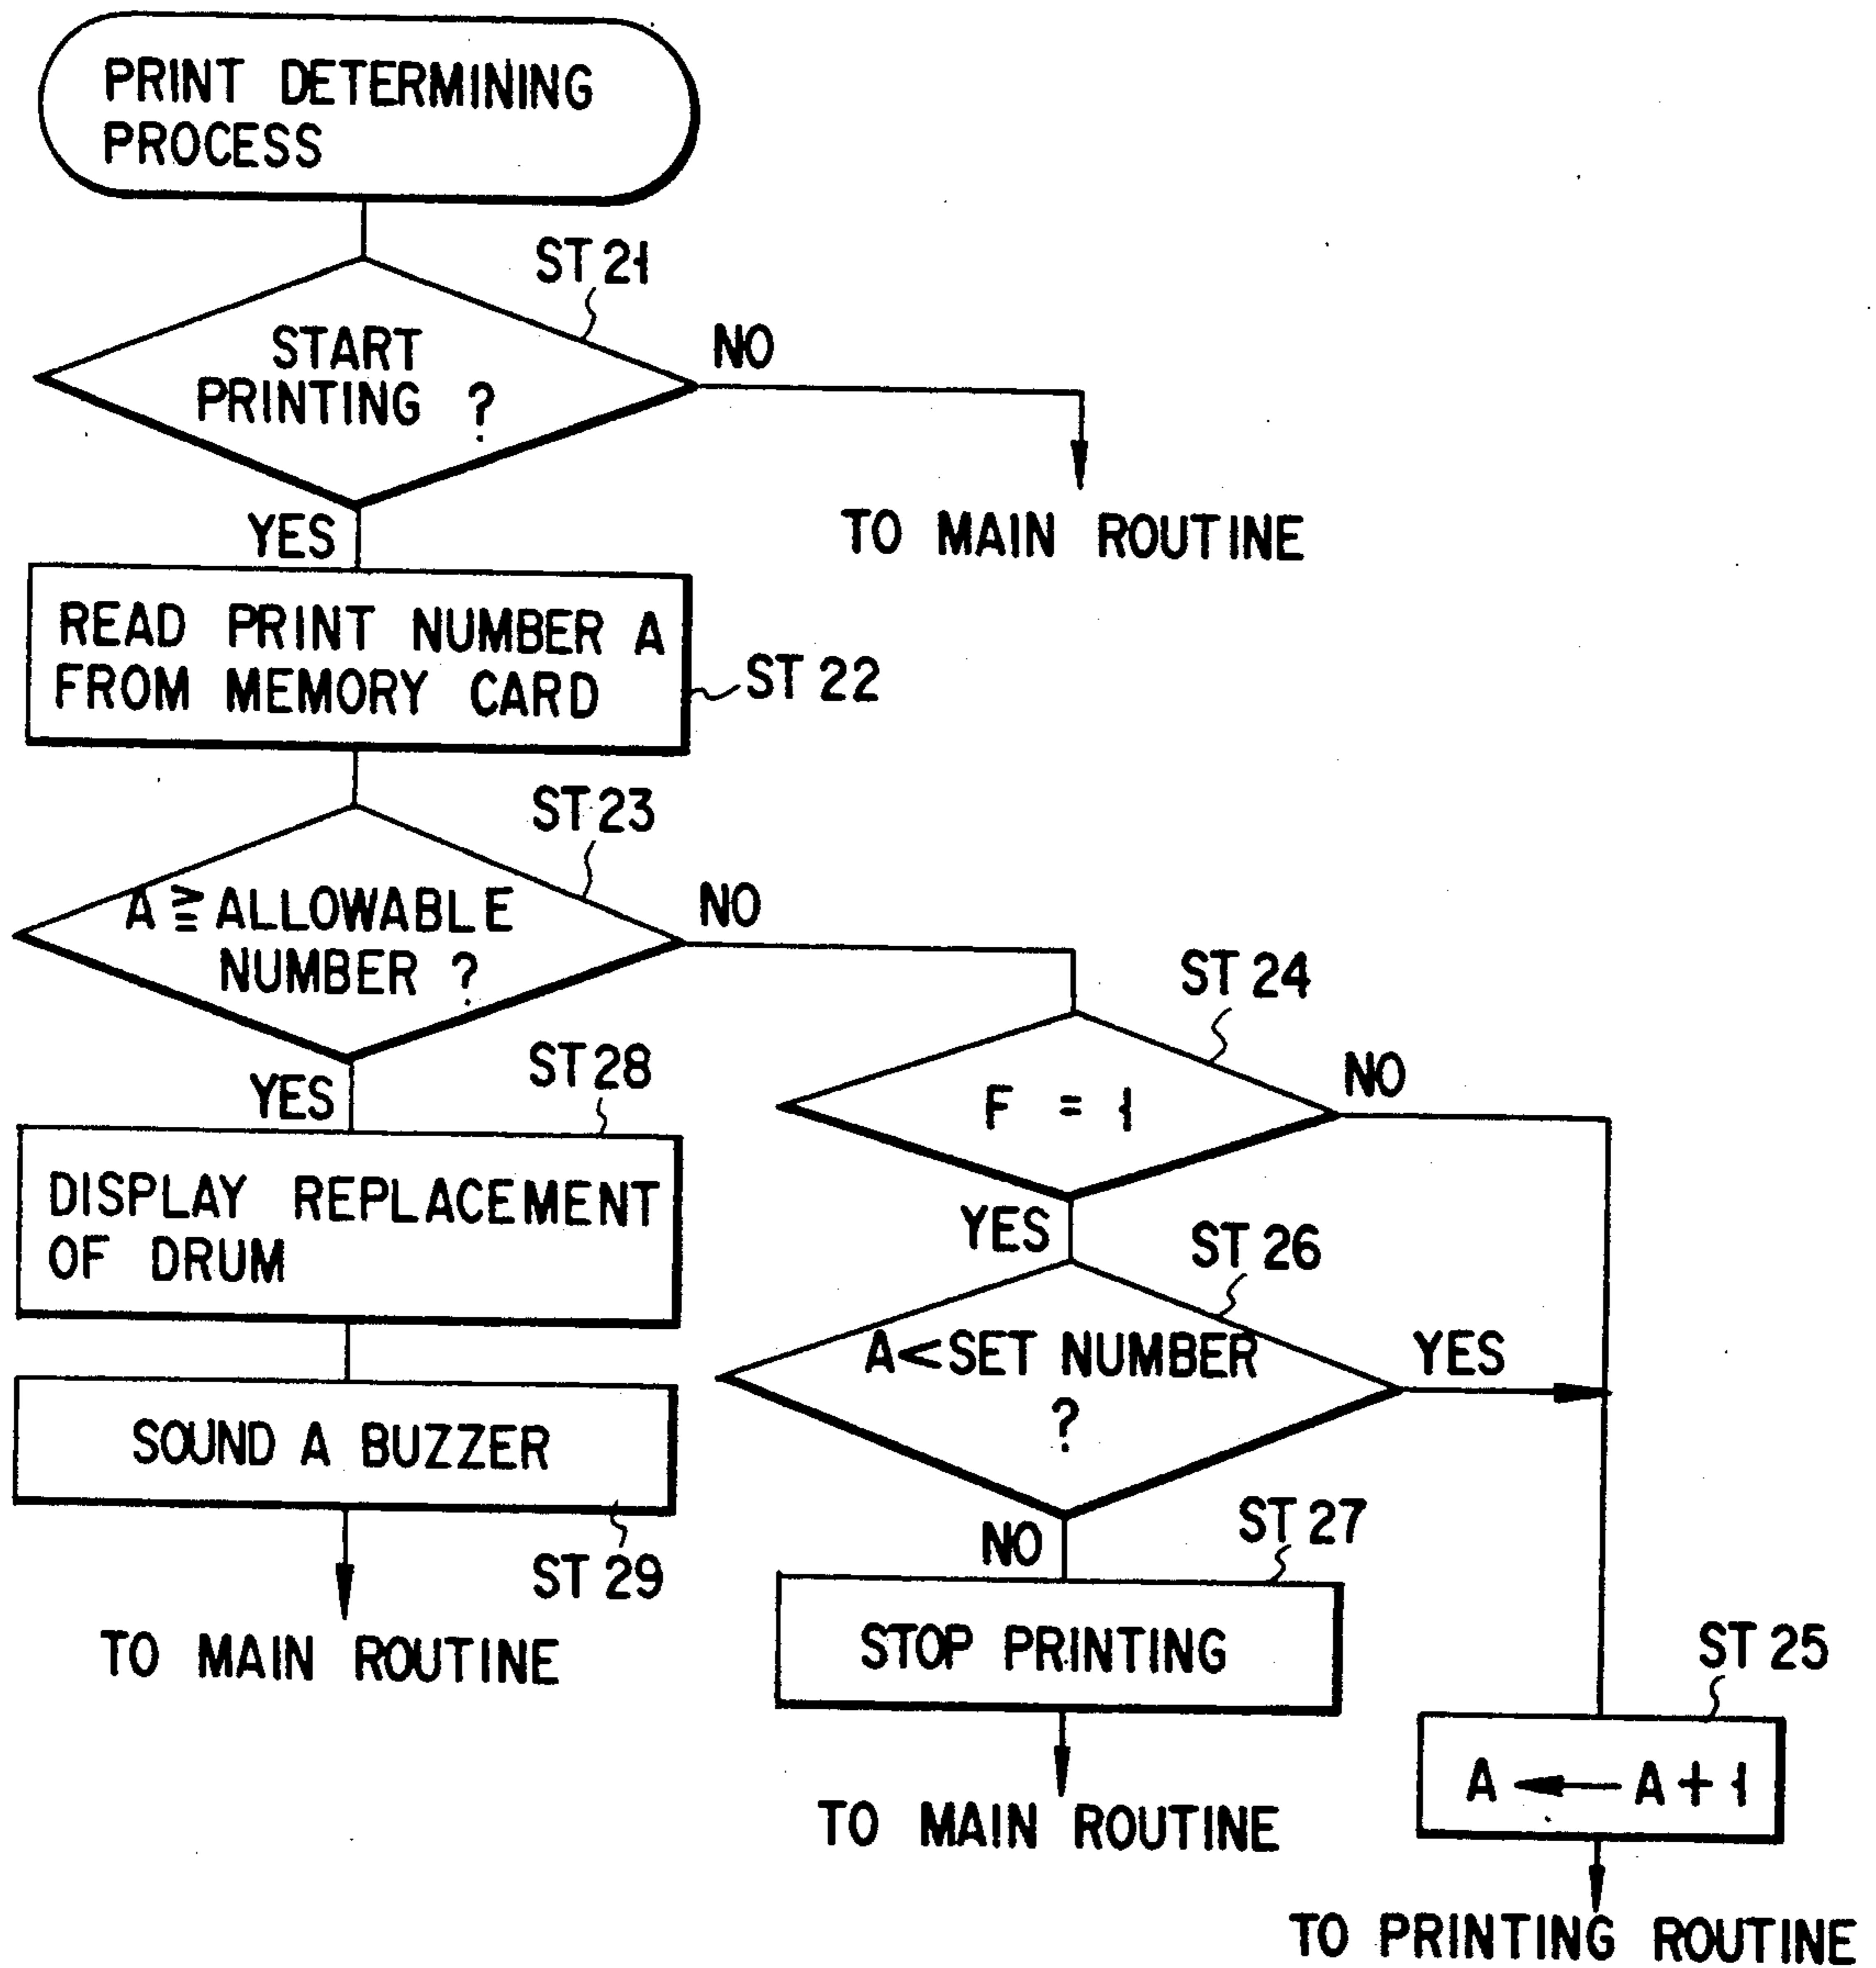 PRINT DETERMINING
PROCESS
ST 21
START
PRINTING ?
NO
TO MAIN ROUTINE
YES
READ PRINT NUMBER A
FROM MEMORY CARD
ST 22
ST 23
A ≧ ALLOWABLE
NUMBER ?
NO
ST 24
YES
ST 28
F = 1
NO
DISPLAY REPLACEMENT
OF DRUM
YES
ST 26
A < SET NUMBER
?
YES
SOUND A BUZZER
ST 29
TO MAIN ROUTINE
NO
ST 27
STOP PRINTING
TO MAIN ROUTINE
ST 25
A ← A + 1
TO PRINTING ROUTINE